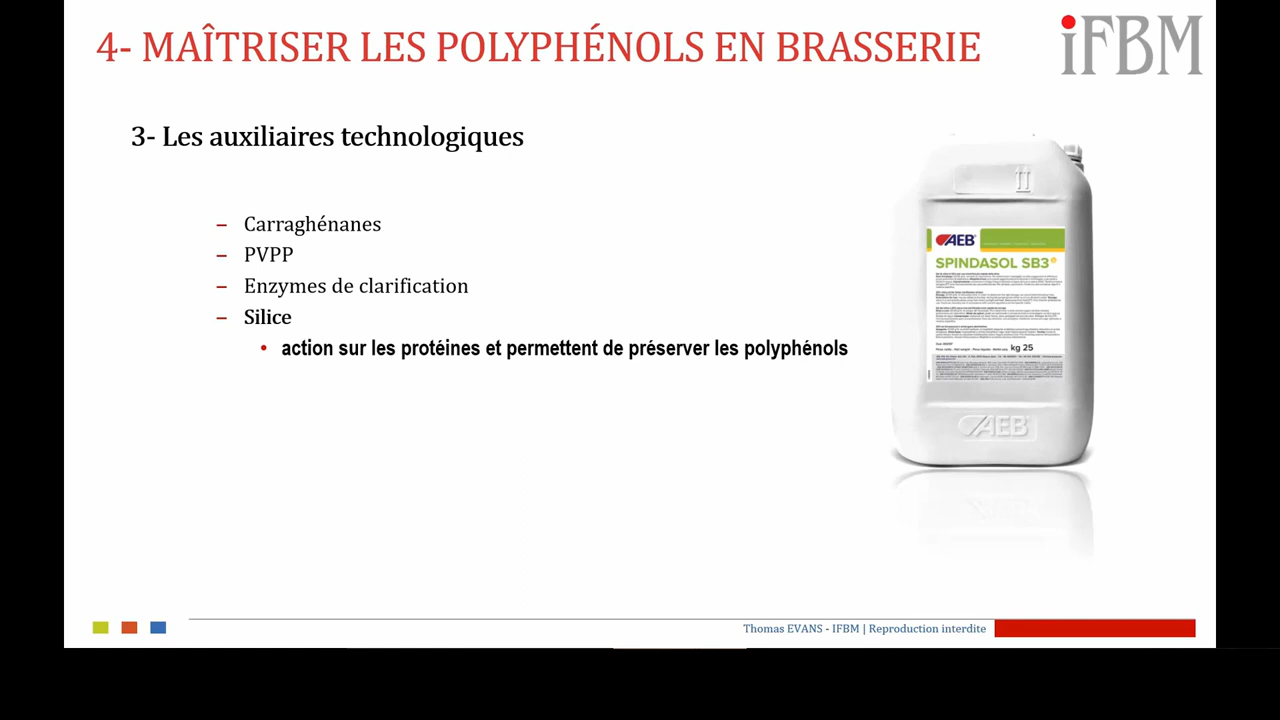 4- MAÎTRISER LES POLYPHÉNOLS EN BRASSERIE
iFBM
3- Les auxiliaires technologiques
– Carraghénanes
– PVPP
– Enzymes de clarification
– Silice
• action sur les protéines et permettent de préserver les polyphénols
AEB
SPINDASOL SB3
kg 25
AEB
Thomas EVANS - IFBM | Reproduction interdite